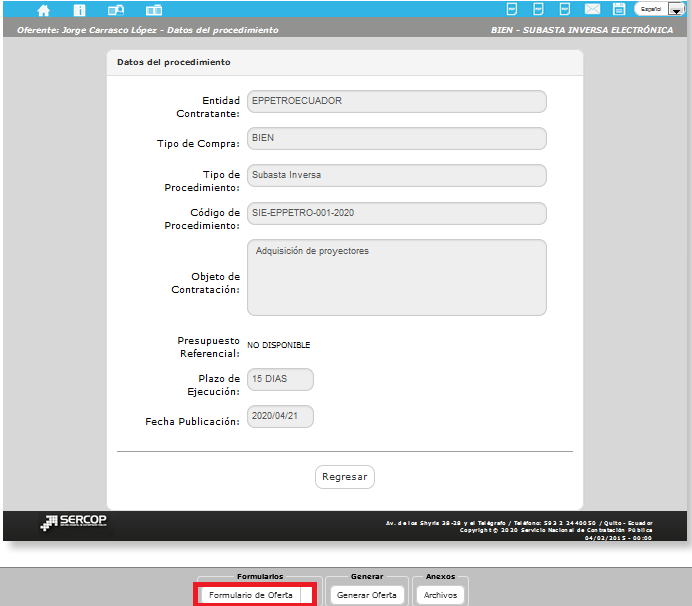 Español
Oferente: Jorge Carrasco López - Datos del procedimiento
BIEN - SUBASTA INVERSA ELECTRÓNICA
Datos del procedimiento
Entidad Contratante: EPPETROECUADOR
Tipo de Compra: BIEN
Tipo de Procedimiento: Subasta Inversa
Código de Procedimiento: SIE-EPPETRO-001-2020
Objeto de Contratación: Adquisición de proyectores
Presupuesto Referencial: NO DISPONIBLE
Plazo de Ejecución: 15 DIAS
Fecha Publicación: 2020/04/21
Regresar
SERCOP
Av. de los Shyris 38-28 y el Telégrafo / Teléfono: 593 2 2440050 / Quito - Ecuador
Copyright © 2020 Servicio Nacional de Contratación Pública
04/02/2015 - 00:00
Formularios
Generar
Anexos
Formulario de Oferta
Generar Oferta
Archivos